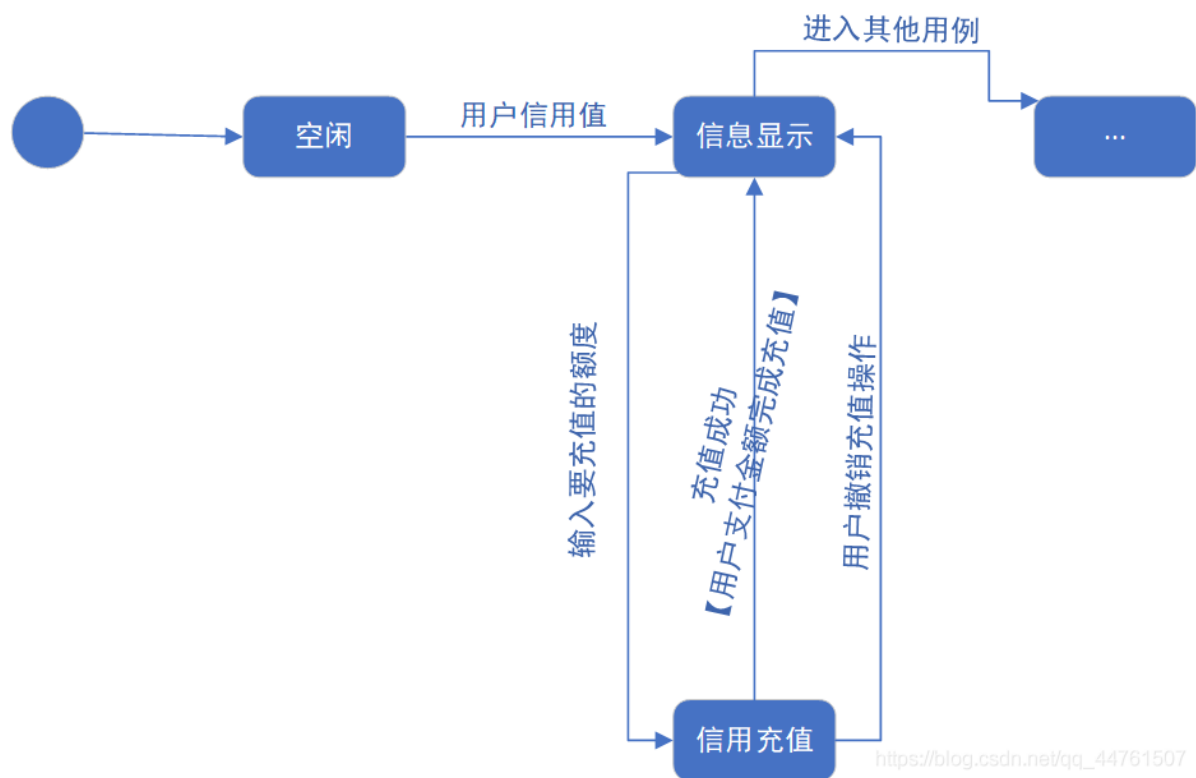 进入其他用例
空闲
用户信用值
信息显示
...
输入要充值的额度
充值成功
【用户支付金额完成充值】
用户撤销充值操作
信用充值
https://blog.csdn.net/qq_44761507